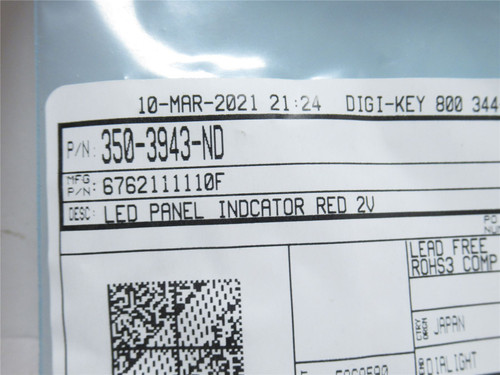 10-MAR-2021 21:24 DIGI-KEY 800 344
P/N: 350-3943-ND
MFG P/N: 6762111110F
DESC: LED PANEL INDCATOR RED 2V
LEAD FREE
ROHS3 COMP
JAPAN
DIALIGHT